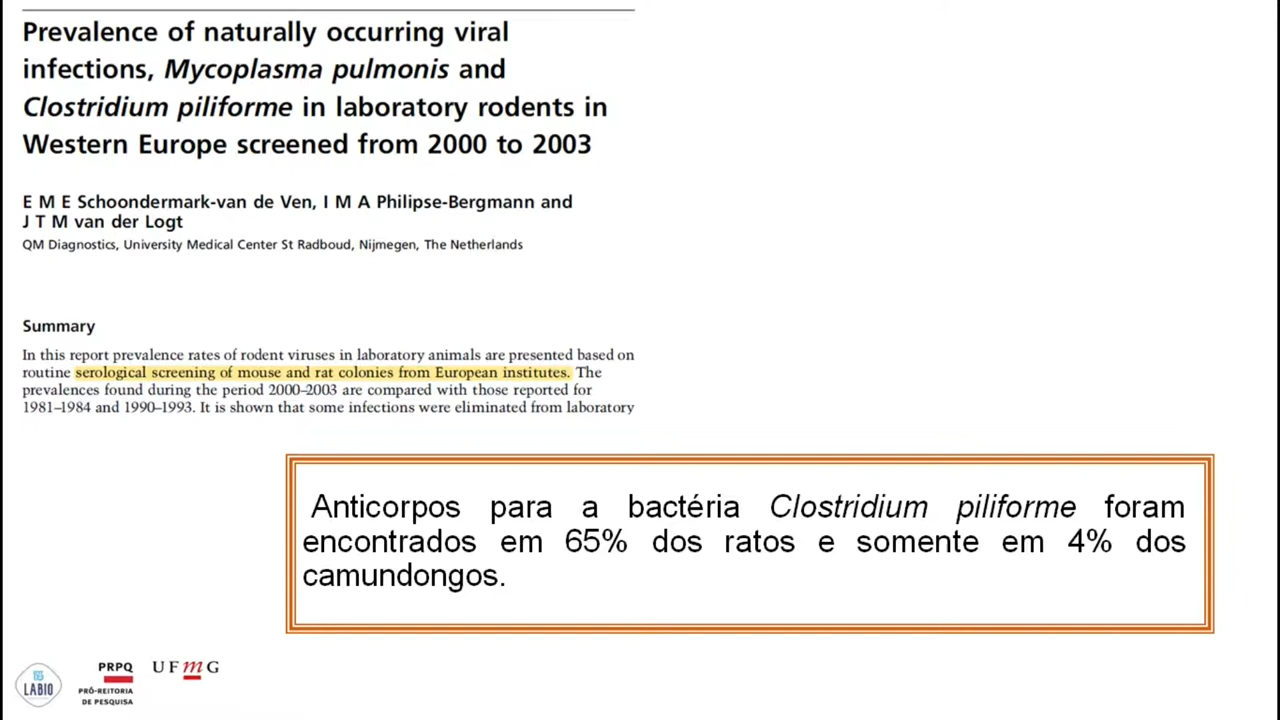 Prevalence of naturally occurring viral
infections, Mycoplasma pulmonis and
Clostridium piliforme in laboratory rodents in
Western Europe screened from 2000 to 2003
E M E Schoondermark-van de Ven, I M A Philipse-Bergmann and
J T M van der Logt
QM Diagnostics, University Medical Center St Radboud, Nijmegen, The Netherlands
Summary
In this report prevalence rates of rodent viruses in laboratory animals are presented based on
routine serological screening of mouse and rat colonies from European institutes. The
prevalences found during the period 2000–2003 are compared with those reported for
1981–1984 and 1990–1993. It is shown that some infections were eliminated from laboratory
Anticorpos para a bactéria Clostridium piliforme foram
encontrados em 65% dos ratos e somente em 4% dos
camundongos.
LABIO
PRPQ
PRÓ-REITORIA
DE PESQUISA
UFmG